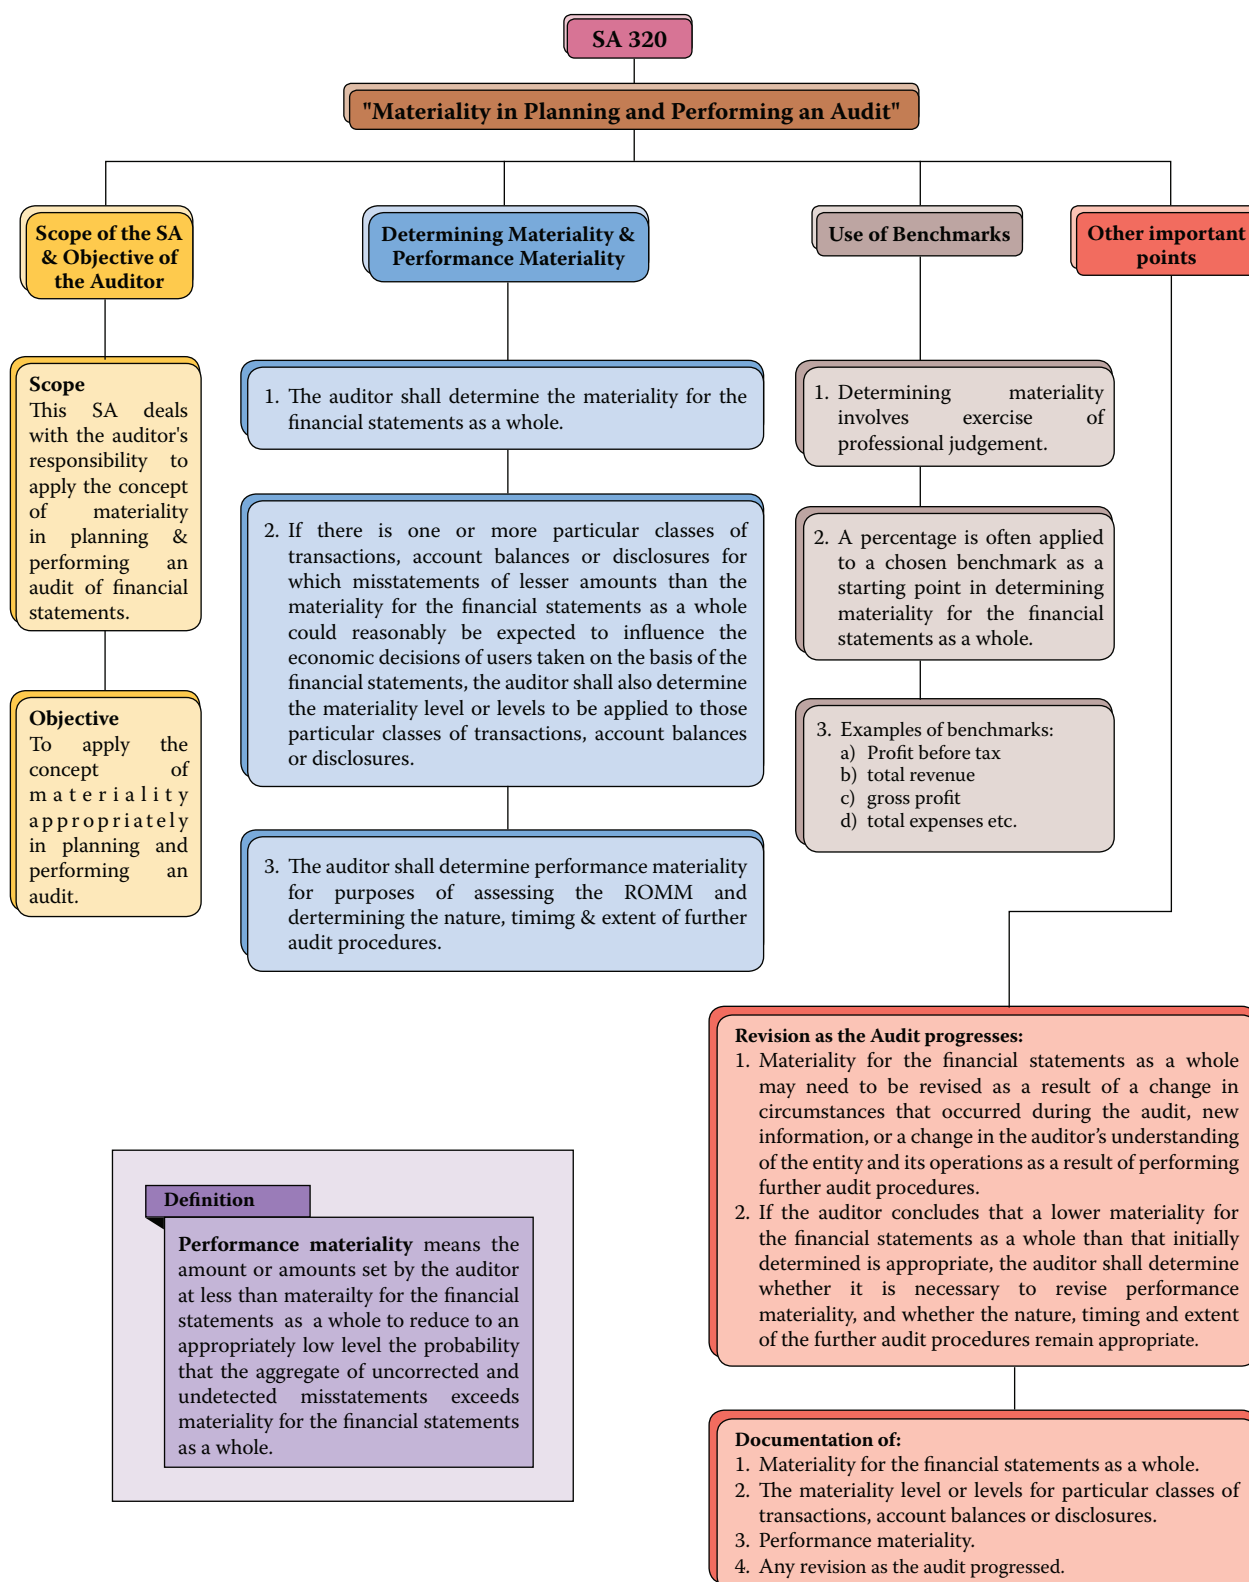 SA 320
"Materiality in Planning and Performing an Audit"
Scope of the SA
& Objective of
the Auditor
Scope
This SA deals
with the auditor's
responsibility to
apply the concept
of materiality
in planning &
performing an
audit of financial
statements.
Objective
To apply the
concept of
materiality
appropriately
in planning and
performing an
audit.
Determining Materiality &
Performance Materiality
1. The auditor shall determine the materiality for the
financial statements as a whole.
2. If there is one or more particular classes of
transactions, account balances or disclosures for
which misstatements of lesser amounts than the
materiality for the financial statements as a whole
could reasonably be expected to influence the
economic decisions of users taken on the basis of the
financial statements, the auditor shall also determine
the materiality level or levels to be applied to those
particular classes of transactions, account balances
or disclosures.
3. The auditor shall determine performance materiality
for purposes of assessing the ROMM and
dertermining the nature, timimg & extent of further
audit procedures.
Use of Benchmarks
1. Determining materiality
involves exercise of
professional judgement.
2. A percentage is often applied
to a chosen benchmark as a
starting point in determining
materiality for the financial
statements as a whole.
3. Examples of benchmarks:
a) Profit before tax
b) total revenue
c) gross profit
d) total expenses etc.
Other important
points
Revision as the Audit progresses:
1. Materiality for the financial statements as a whole
may need to be revised as a result of a change in
circumstances that occurred during the audit, new
information, or a change in the auditor's understanding
of the entity and its operations as a result of performing
further audit procedures.
2. If the auditor concludes that a lower materiality for
the financial statements as a whole than that initially
determined is appropriate, the auditor shall determine
whether it is necessary to revise performance
materiality, and whether the nature, timing and extent
of the further audit procedures remain appropriate.
Documentation of:
1. Materiality for the financial statements as a whole.
2. The materiality level or levels for particular classes of
transactions, account balances or disclosures.
3. Performance materiality.
4. Any revision as the audit progressed.
Definition
Performance materiality means the
amount or amounts set by the auditor
at less than materailty for the financial
statements as a whole to reduce to an
appropriately low level the probability
that the aggregate of uncorrected and
undetected misstatements exceeds
materiality for the financial statements
as a whole.